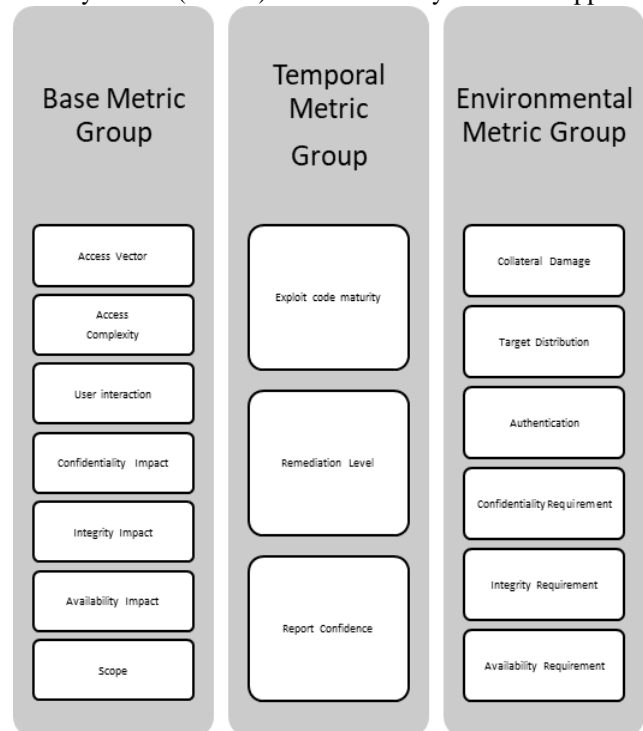 Base Metric
Group
Access Vector
Access
Complexity
User interaction
Confidentiality Impact
Integrity Impact
Availability Impact
Scope
Temporal
Metric
Group
Exploit code maturity
Remediation Level
Report Confidence
Environmental
Metric Group
Collateral Damage
Target Distribution
Authentication
Confidentiality Requirement
Integrity Requirement
Availability Requirement